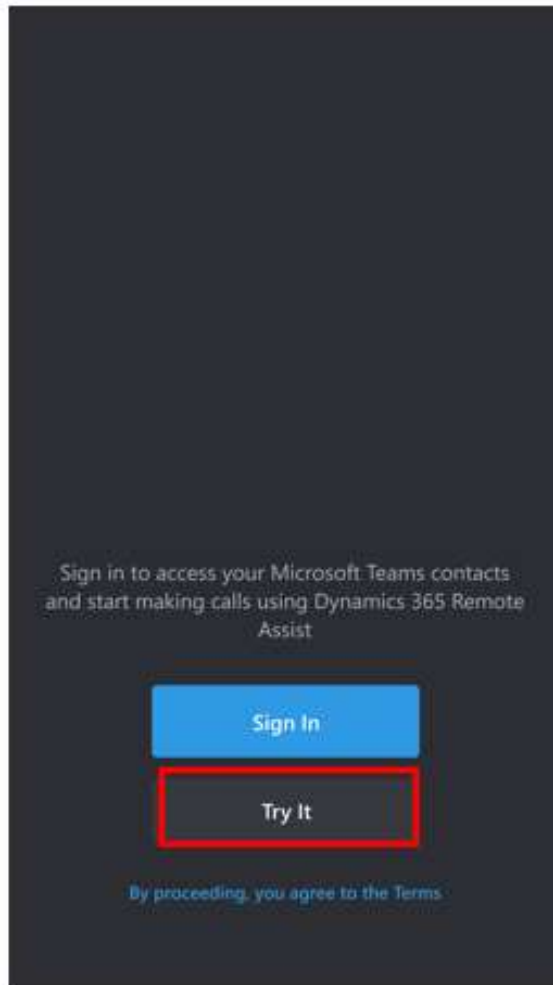 Sign in to access your Microsoft Teams contacts
and start making calls using Dynamics 365 Remote
Assist
Sign In
Try It
By proceeding, you agree to the Terms